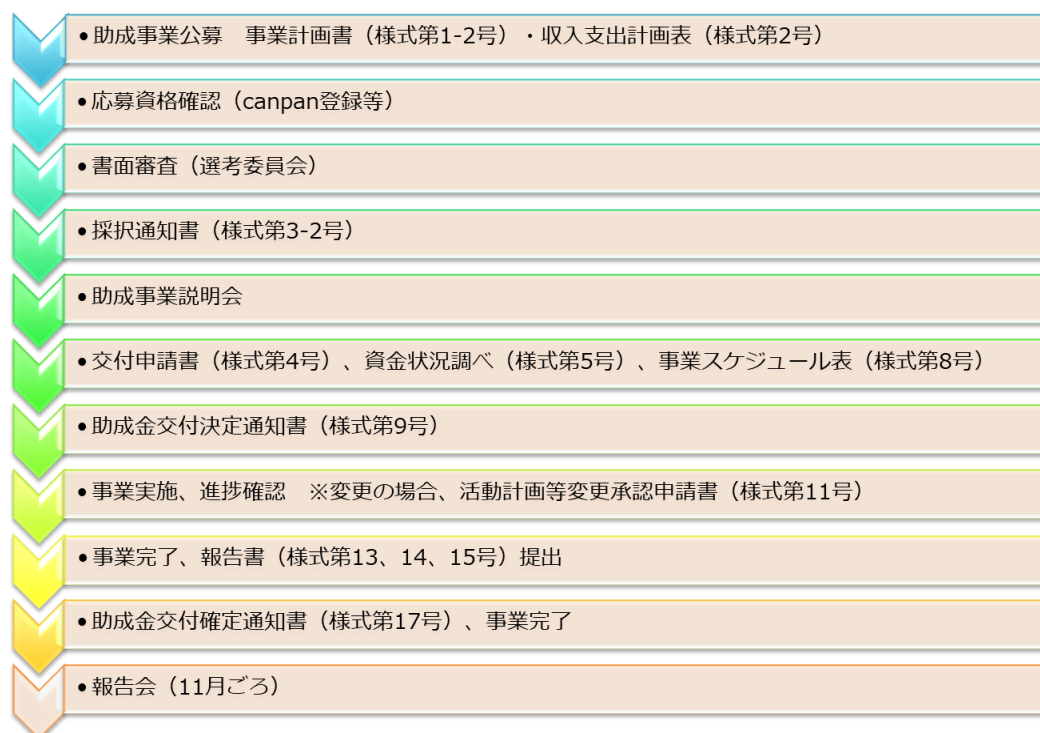 •助成事業公募　事業計画書（様式第1-2号）・収入支出計画表（様式第2号）
•応募資格確認（canpan登録等）
•書面審査（選考委員会）
•採択通知書（様式第3-2号）
•助成事業説明会
•交付申請書（様式第4号）、資金状況調べ（様式第5号）、事業スケジュール表（様式第8号）
•助成金交付決定通知書（様式第9号）
•事業実施、進捗確認　※変更の場合、活動計画等変更承認申請書（様式第11号）
•事業完了、報告書（様式第13、14、15号）提出
•助成金交付確定通知書（様式第17号）、事業完了
•報告会（11月ごろ）